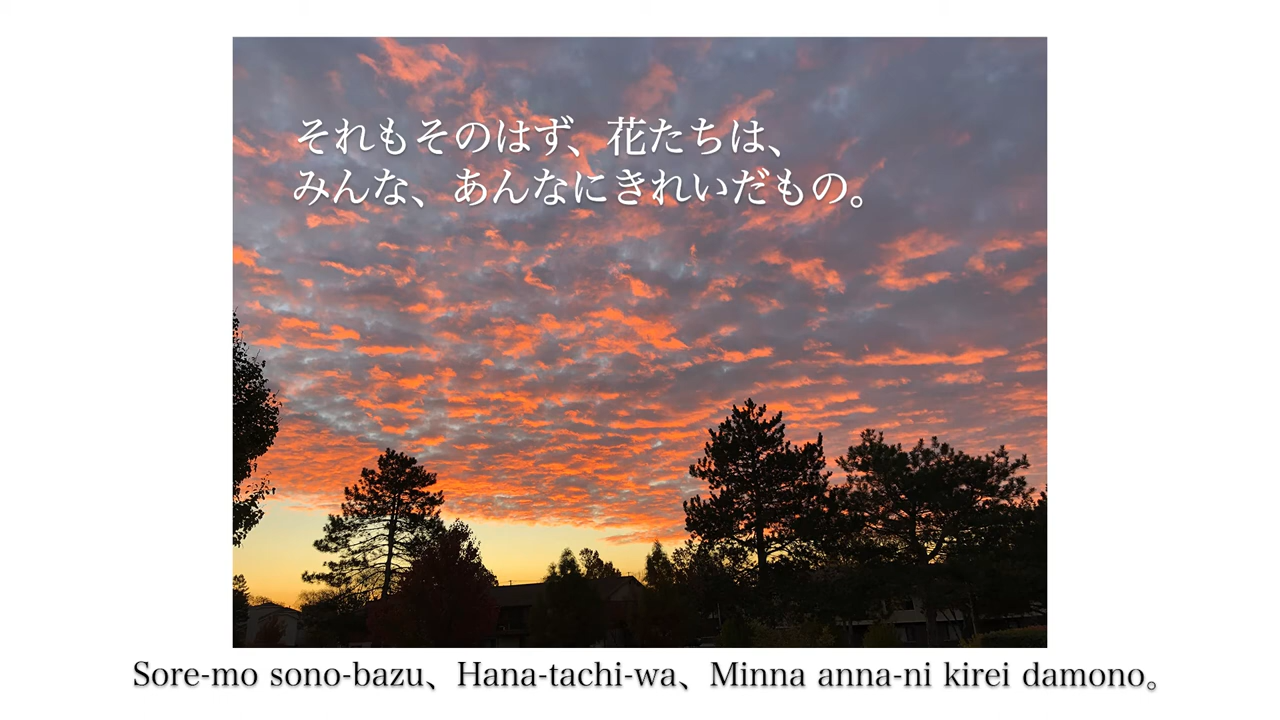 それもそのはず、花たちは、
みんな、あんなにきれいだもの。
Sore-mo sono-bazu、Hana-tachi-wa、Minna anna-ni kirei damono。